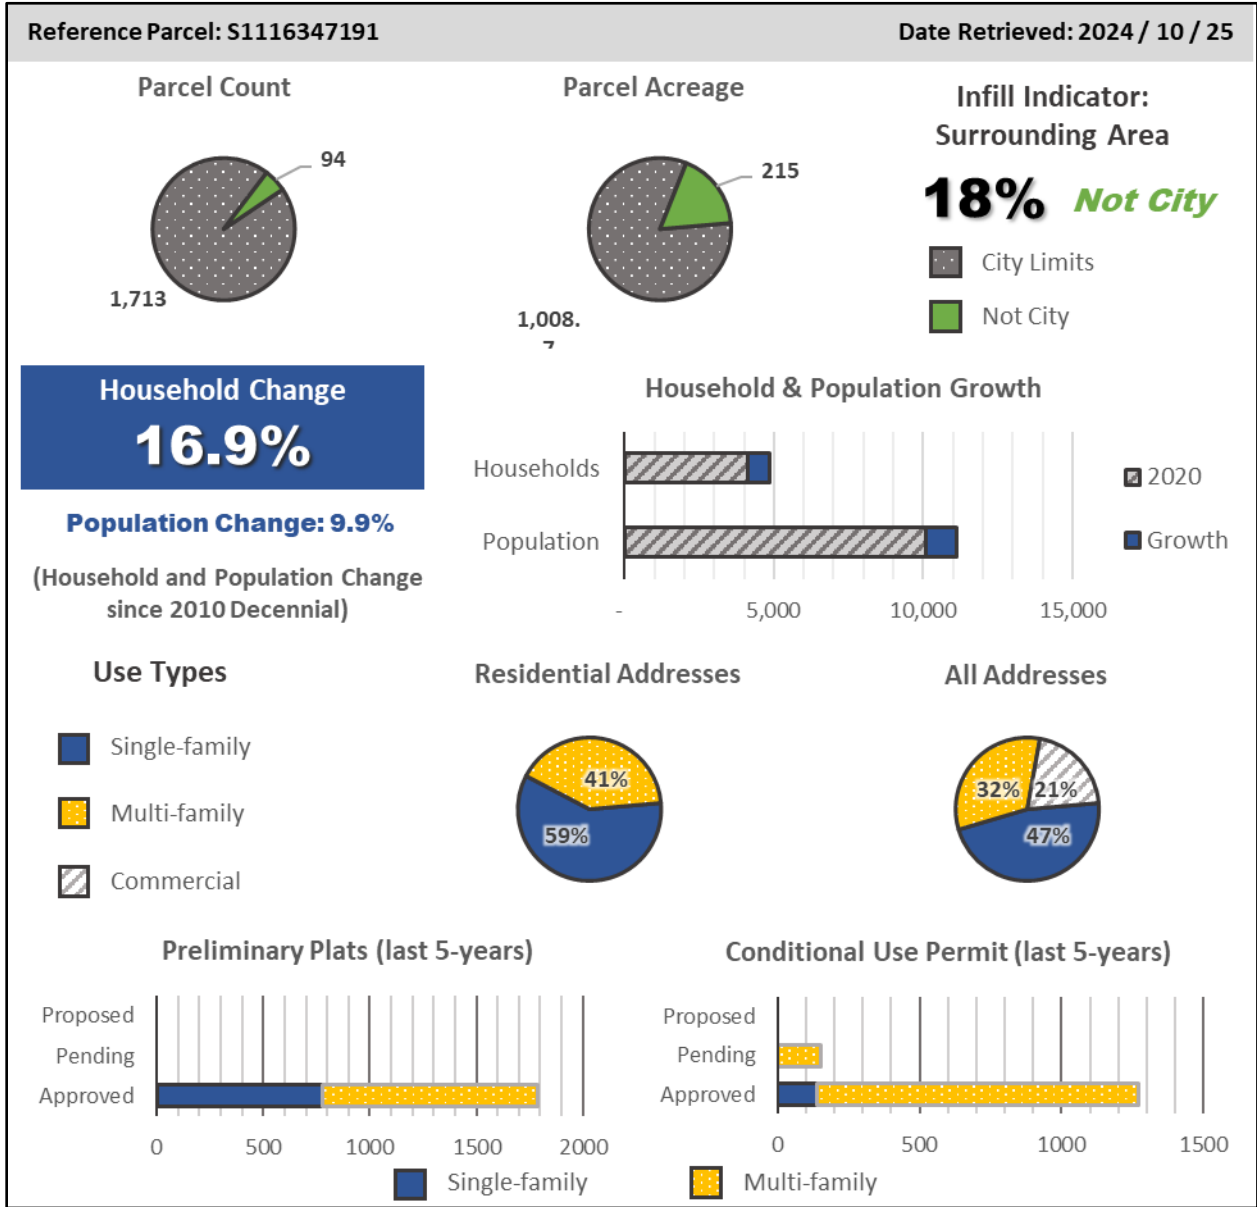 Reference Parcel: S1116347191
Date Retrieved: 2024 / 10 / 25
Parcel Count
94
1,713
Parcel Acreage
215
1,008.
Infill Indicator:
Surrounding Area
18% Not City
City Limits
Not City
Household Change
16.9%
Population Change: 9.9%
(Household and Population Change
since 2010 Decennial)
Household & Population Growth
Households
Population
-
5,000
10,000
15,000
2020
Growth
Use Types
Single-family
Multi-family
Commercial
Residential Addresses
41%
59%
All Addresses
32%
21%
47%
Preliminary Plats (last 5-years)
Proposed
Pending
Approved
0
500
1000
1500
2000
Conditional Use Permit (last 5-years)
Proposed
Pending
Approved
0
500
1000
1500
Single-family
Multi-family